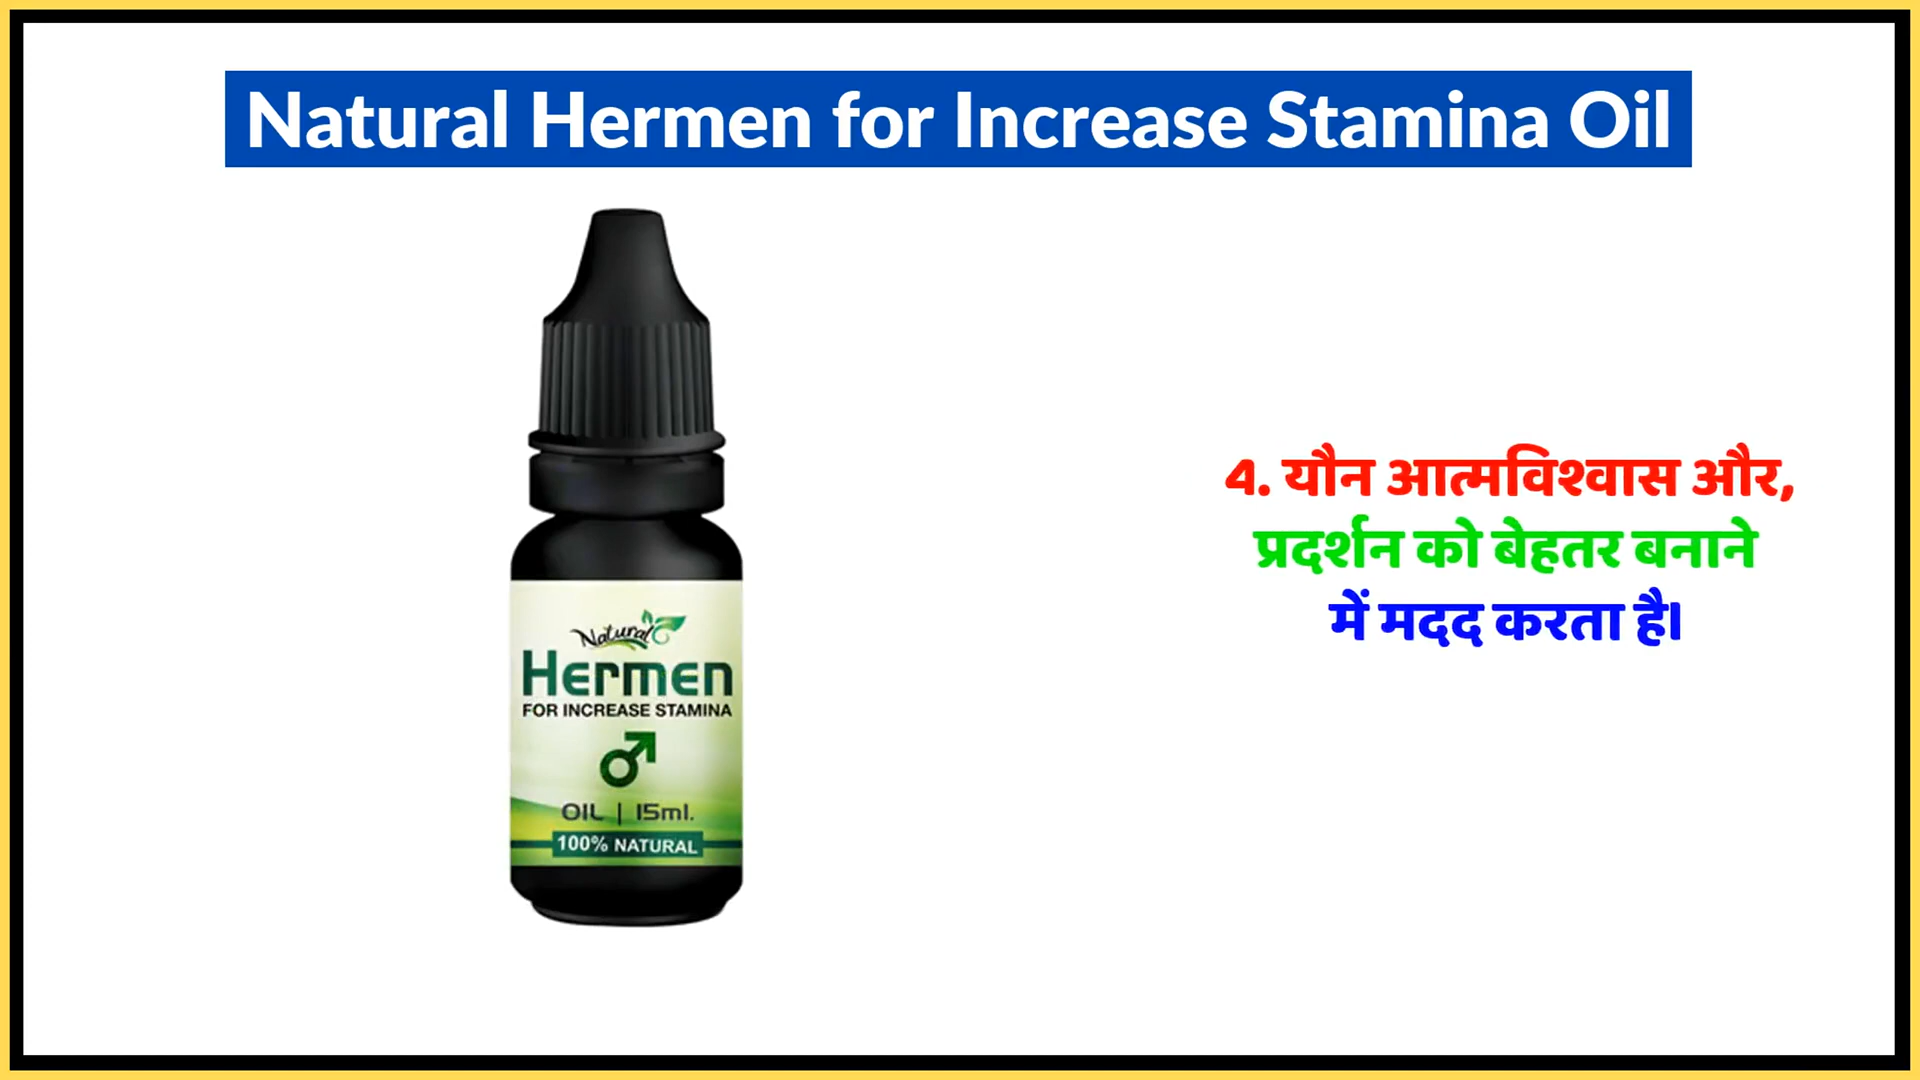 Natural Hermen for Increase Stamina Oil
Natural
Hermen
FOR INCREASE STAMINA
OIL | 15ml.
100% NATURAL
4. यौन आत्मविश्वास और,
प्रदर्शन को बेहतर बनाने
में मदद करता है।